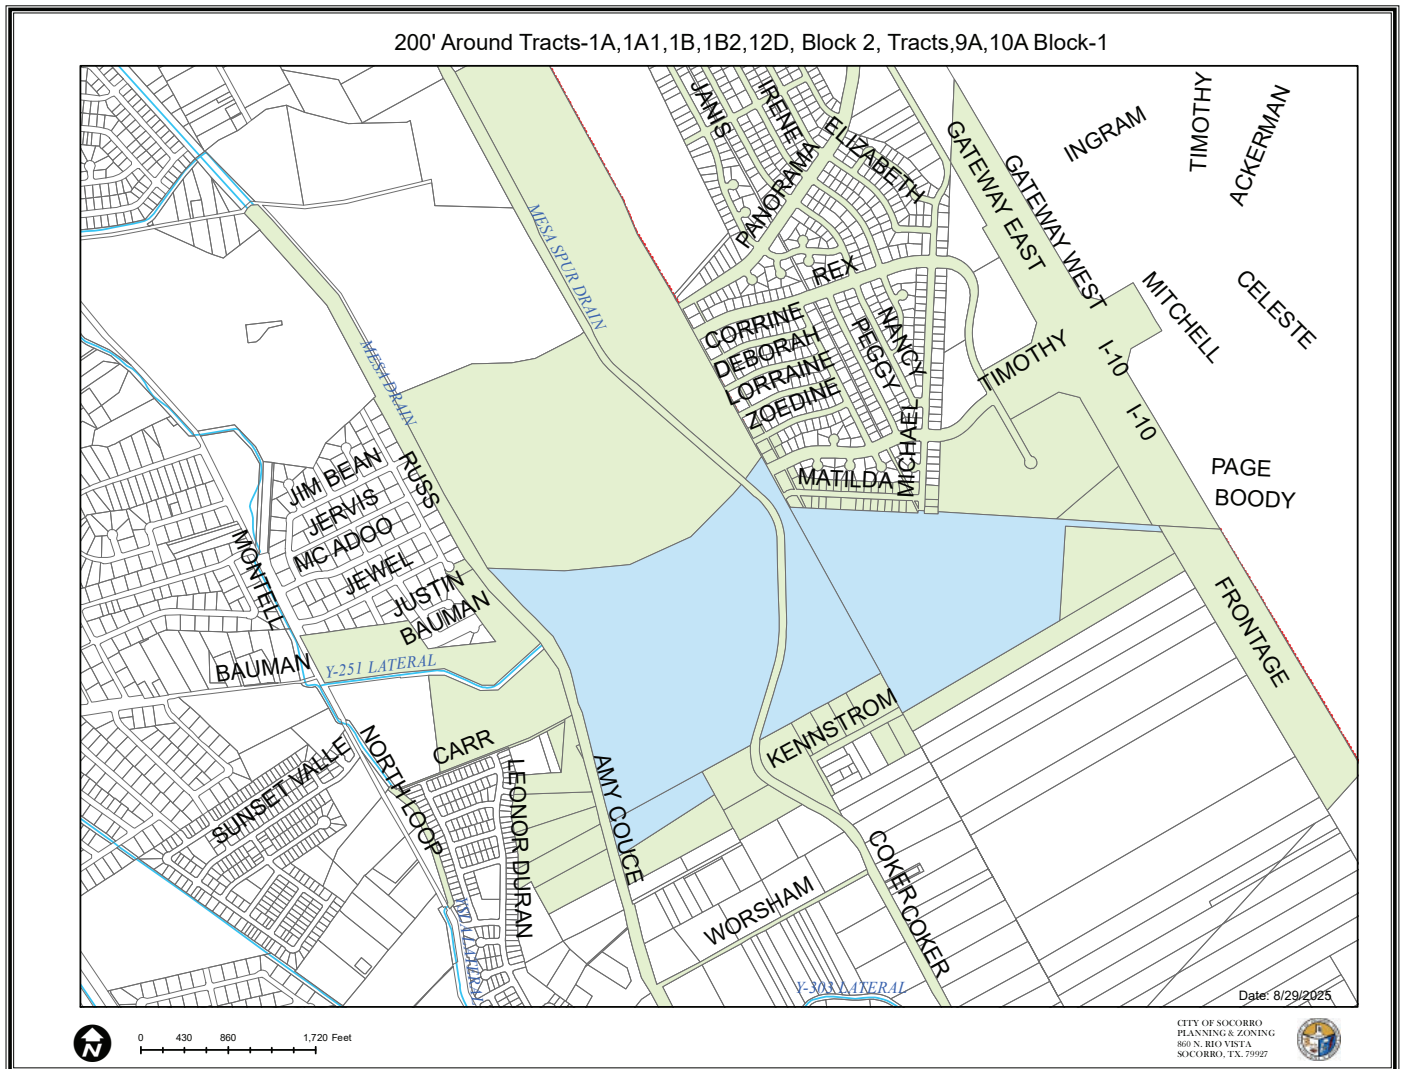 200' Around Tracts-1A,1A1,1B,1B2,12D, Block 2, Tracts,9A,10A Block-1
JANIS
IRENE
ELIZABETH
PANORAMA
GATEWAY EAST
GATEWAY WEST
INGRAM
TIMOTHY
ACKERMAN
MESA SPUR DRAIN
REX
CORRINE
DEBORAH
LORRAINE
ZOEDINE
NANCY
PEGGY
MICHAEL
MATILDA
TIMOTHY
MITCHELL
CELESTE
I-10
I-10
PAGE
BOODY
MESA DRAIN
RUSS
JIM BEAN
JERVIS
MC ADOO
JEWEL
JUSTIN
BAUMAN
MONTELL
BAUMAN
Y-251 LATERAL
FRONTAGE
KENNSTROM
CARR
NORTH LOOP
SUNSET VALLE
LEONOR DURAN
AMY COUCE
COKER
COKER
WORSHAM
LATERAL
Y-303 LATERAL
Date: 8/29/2025
N
0 430 860 1,720 Feet
CITY OF SOCORRO
PLANNING & ZONING
860 N. RIO VISTA
SOCORRO, TX. 79927